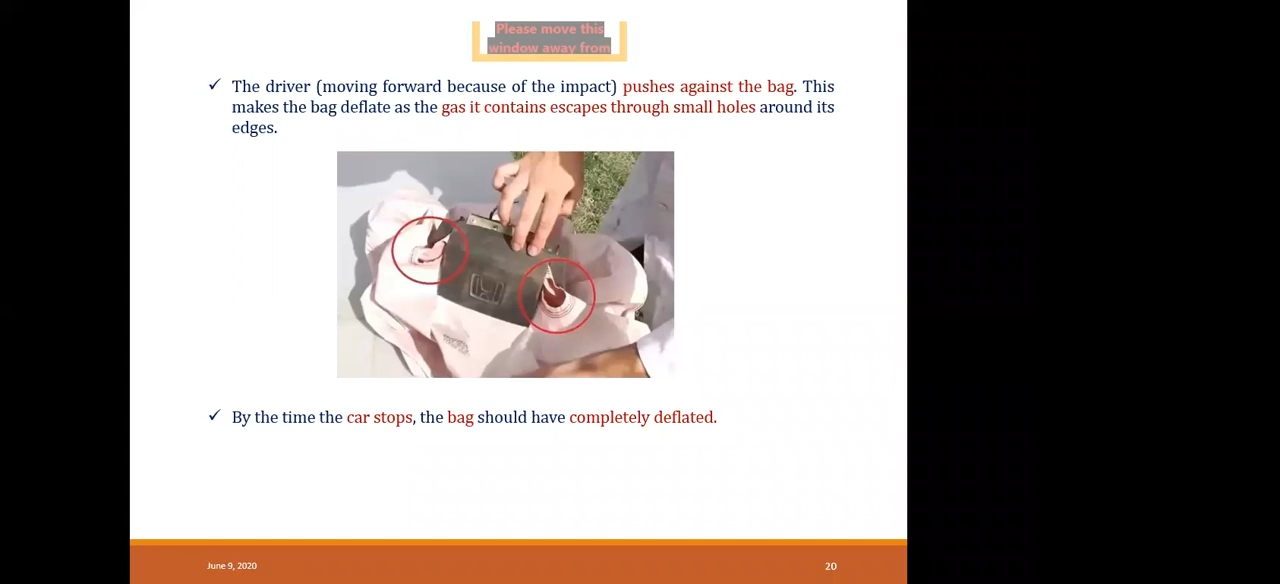 Please move this
window away from
✓ The driver (moving forward because of the impact) pushes against the bag. This
makes the bag deflate as the gas it contains escapes through small holes around its
edges.
✓ By the time the car stops, the bag should have completely deflated.
June 9, 2020
20